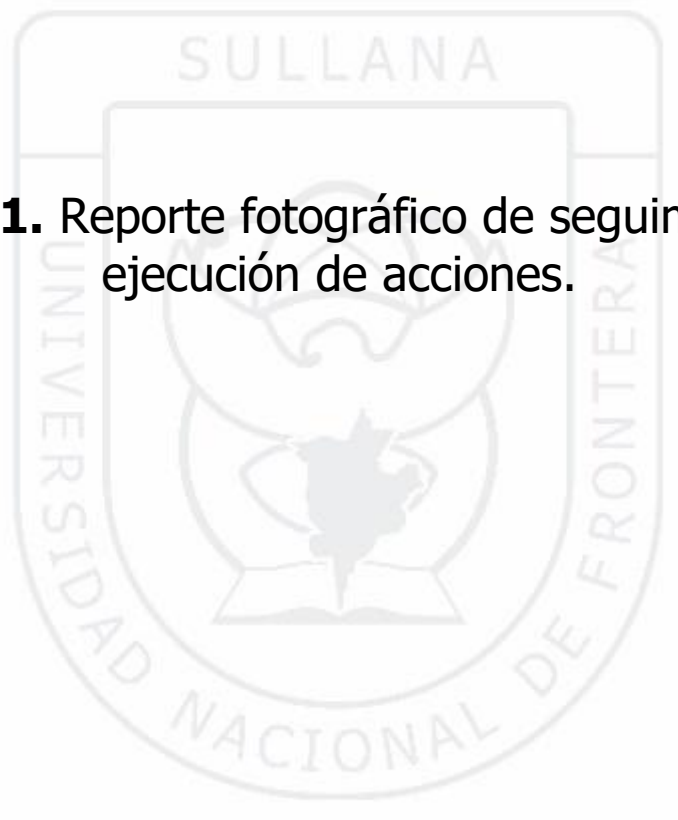 SULLANA
1. Reporte fotográfico de
ejecución de acciones.
UNIVERSIDAD NACIONAL DE FRONTERA